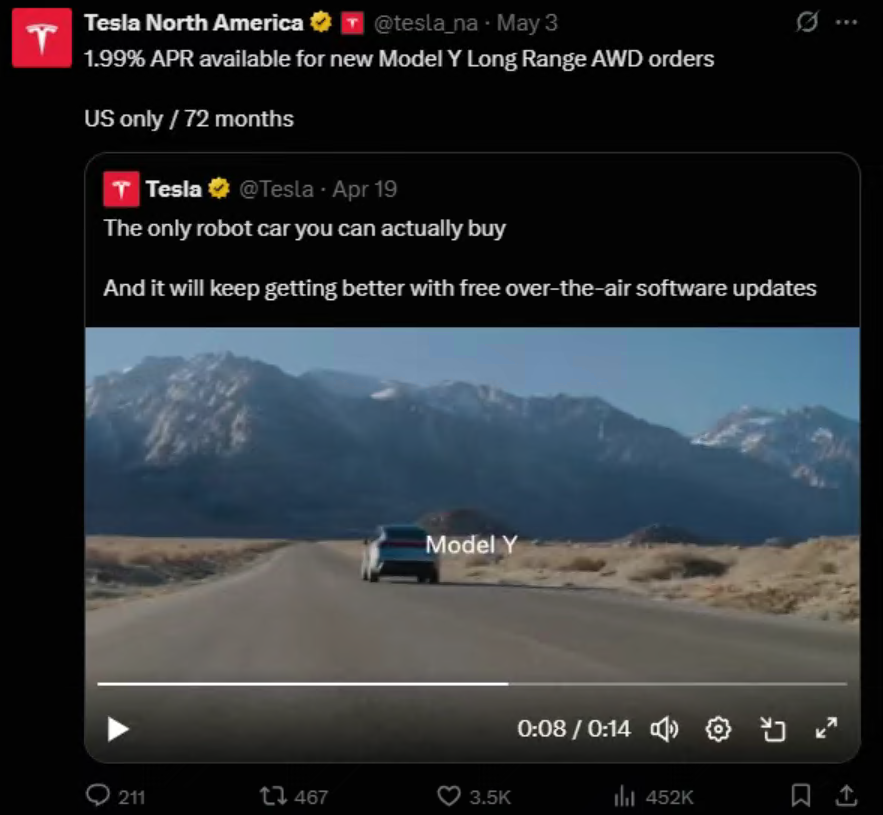 Tesla North America @tesla_na · May 3
1.99% APR available for new Model Y Long Range AWD orders
US only / 72 months
Tesla @Tesla · Apr 19
The only robot car you can actually buy
And it will keep getting better with free over-the-air software updates
Model Y
0:08 / 0:14
211 467 3.5K 452K